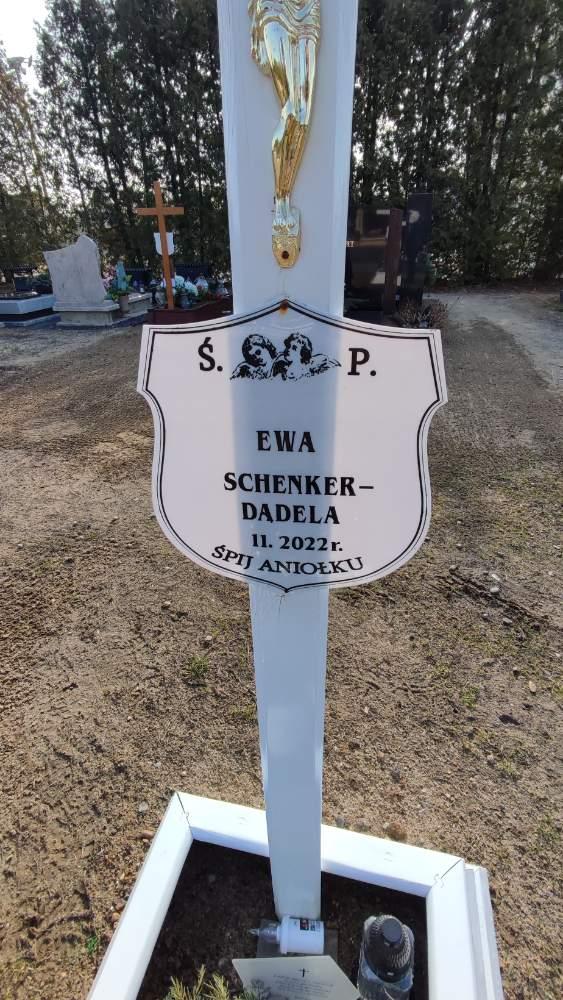 Ś. P.
EWA
SCHENKER-
DĄDELA
11. 2022 r.
ŚPIJ ANIOŁKU